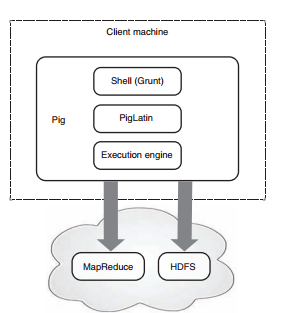 Client machine
Shell (Grunt)
Pig
PigLatin
Execution engine
MapReduce
HDFS